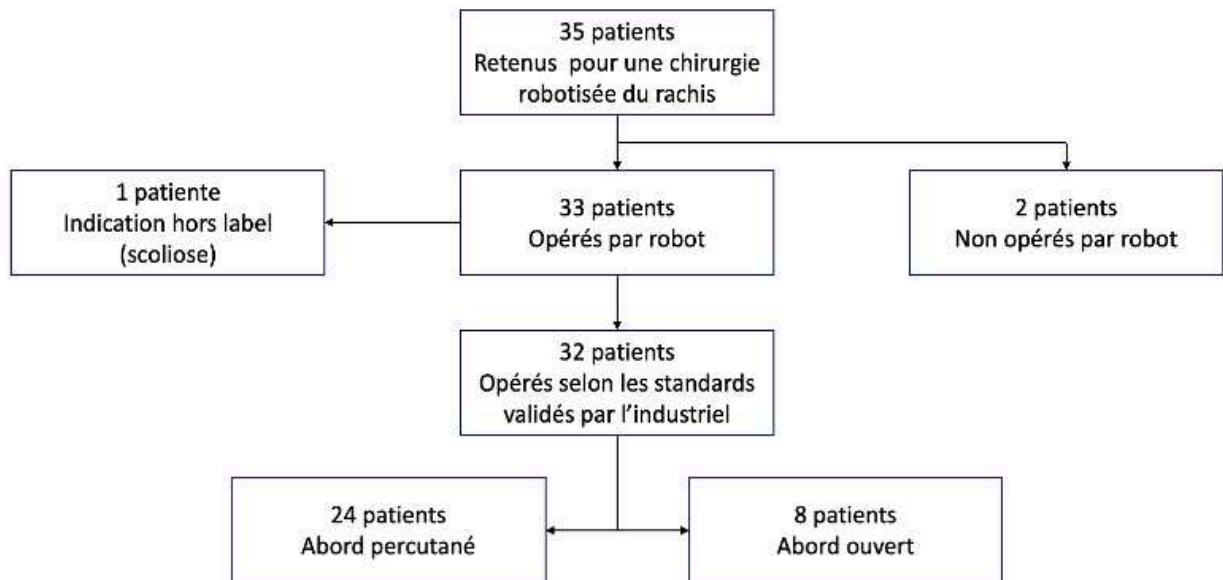 35 patients
Retenus pour une chirurgie
robotisée du rachis
1 patiente
Indication hors label
(scoliose)
33 patients
Opérés par robot
2 patients
Non opérés par robot
32 patients
Opérés selon les standards
validés par l'industriel
24 patients
Abord percutané
8 patients
Abord ouvert